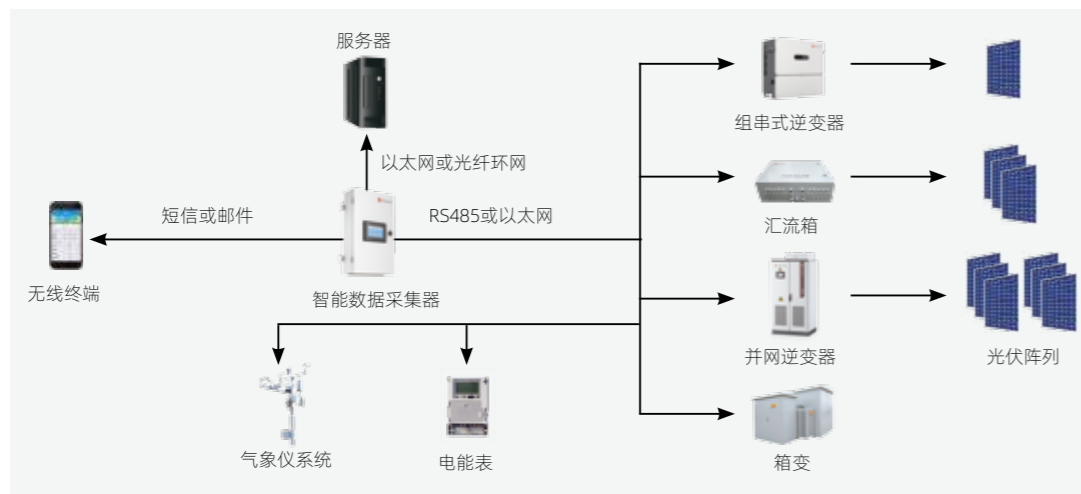 服务器
组串式逆变器
以太网或光纤环网
短信或邮件
RS485或以太网
汇流箱
无线终端
智能数据采集器
并网逆变器
光伏阵列
气象仪系统
电能表
箱变